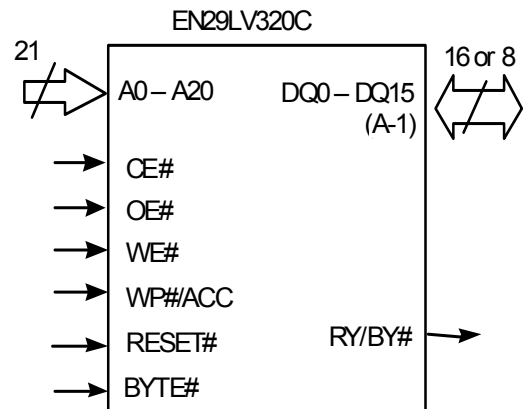 EN29LV320C
21
16 or 8
A0 – A20
DQ0 – DQ15
(A-1)
CE#
OE#
WE#
WP#/ACC
RESET#
RY/BY#
BYTE#